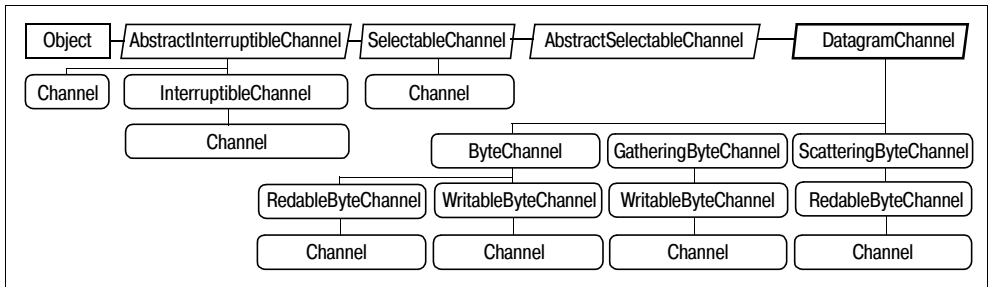 Object AbstractInterruptibleChannel SelectableChannel AbstractSelectableChannel DatagramChannel
Channel InterruptibleChannel Channel
Channel
ByteChannel GatheringByteChannel ScatteringByteChannel
RedableByteChannel WritableByteChannel WritableByteChannel RedableByteChannel
Channel Channel Channel Channel